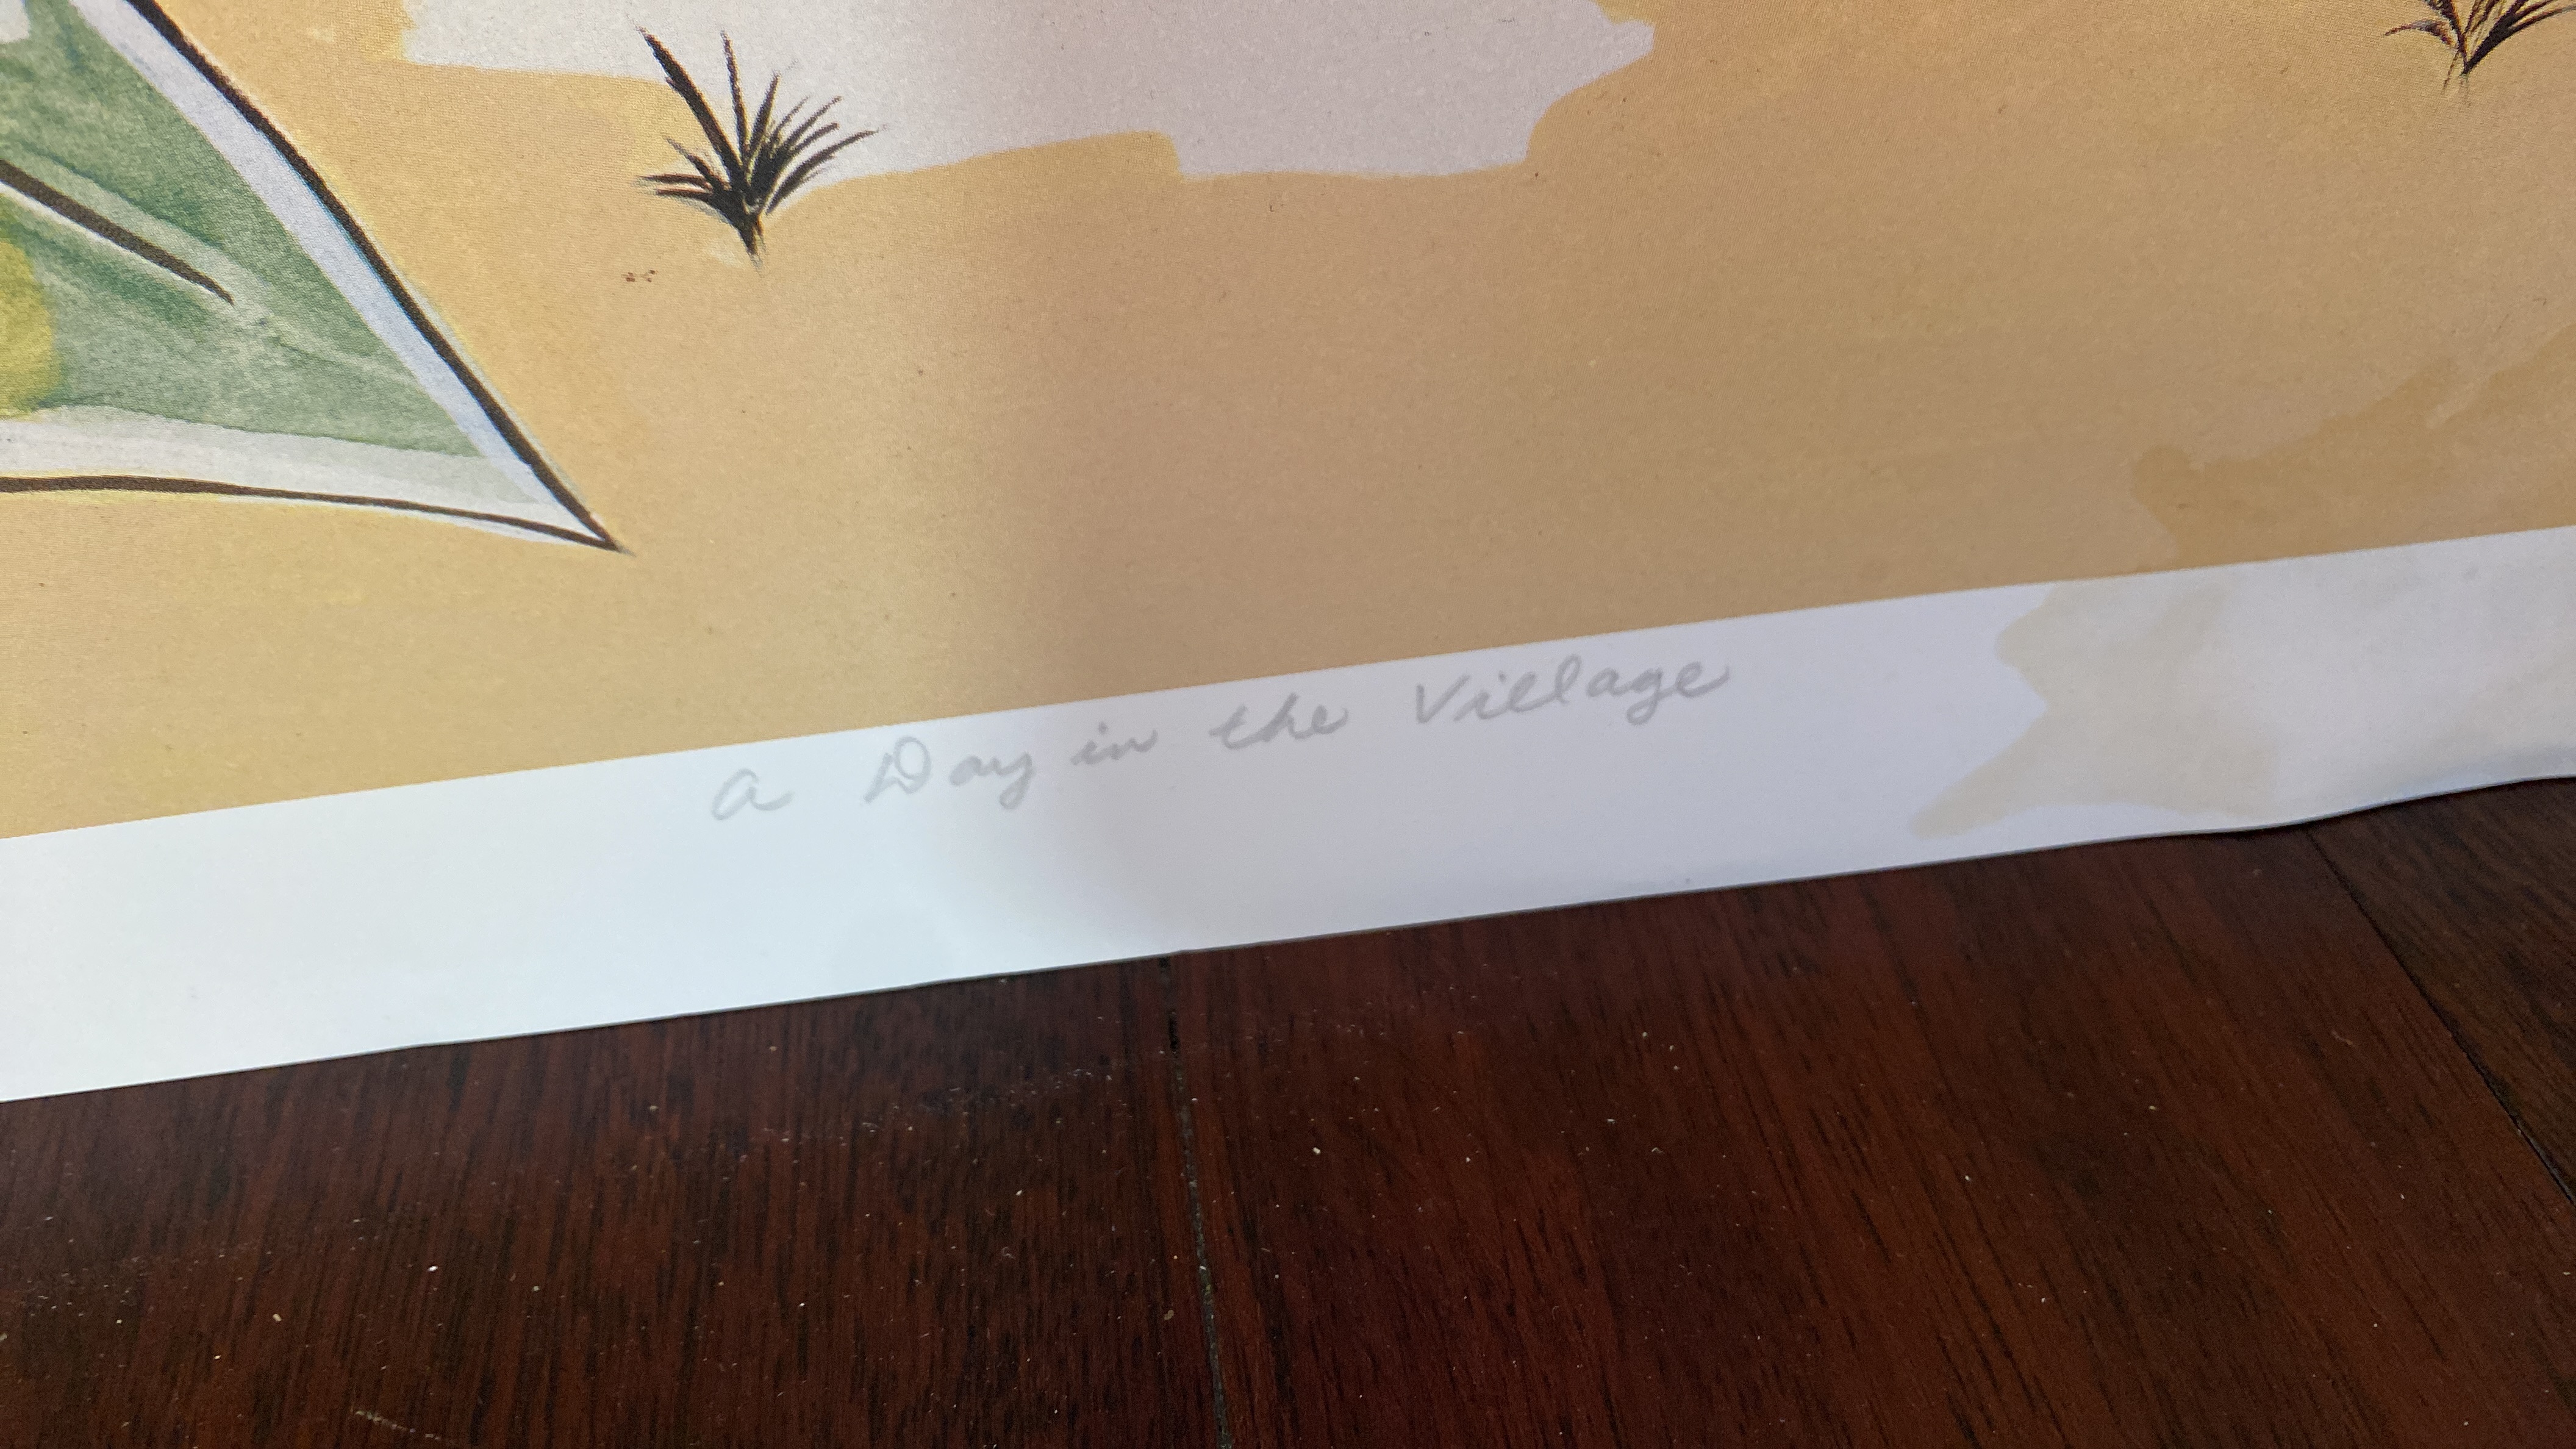 a Day in the Village